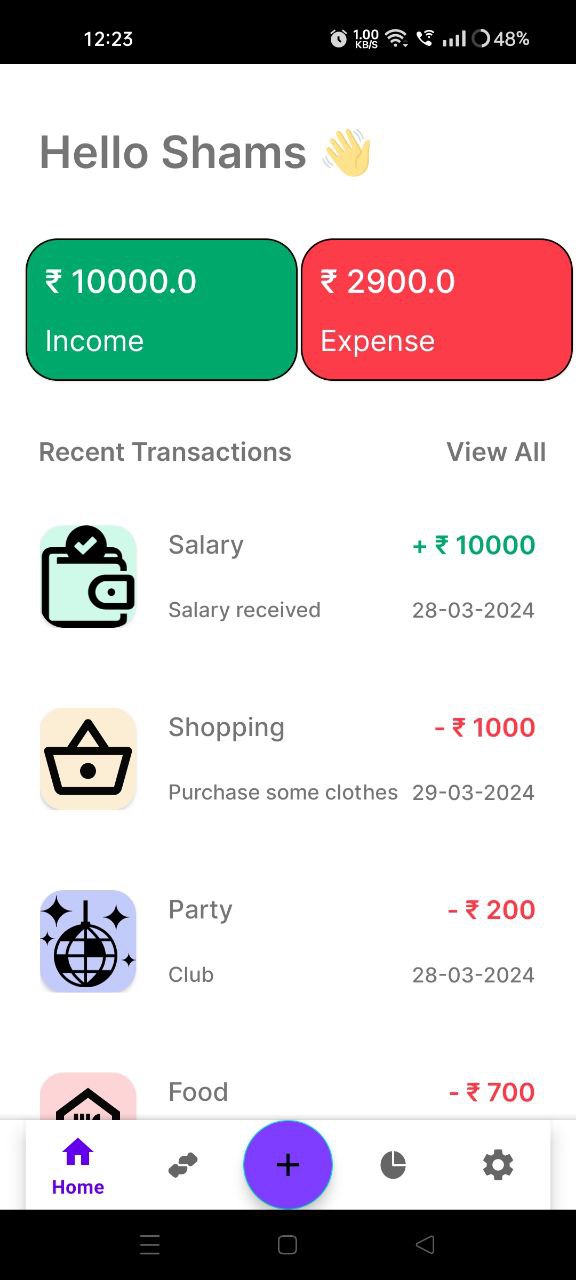 12:23 1.00 KB/S 48%
Hello Shams 👋
₹ 10000.0 ₹ 2900.0
Income Expense
Recent Transactions View All
Salary + ₹ 10000
Salary received 28-03-2024
Shopping - ₹ 1000
Purchase some clothes 29-03-2024
Party - ₹ 200
Club 28-03-2024
Food - ₹ 700
Home